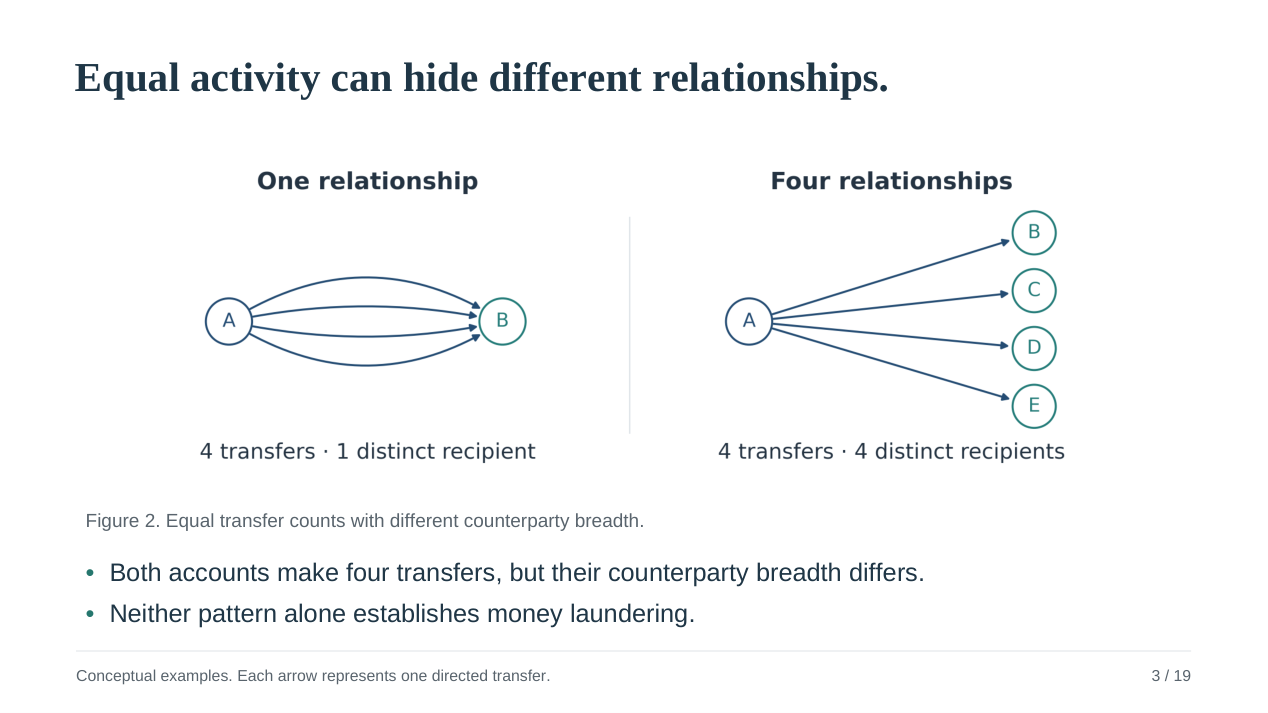 Equal activity can hide different relationships.
One relationship
A
B
4 transfers · 1 distinct recipient
Four relationships
A
B
C
D
E
4 transfers · 4 distinct recipients
Figure 2. Equal transfer counts with different counterparty breadth.
• Both accounts make four transfers, but their counterparty breadth differs.
• Neither pattern alone establishes money laundering.
Conceptual examples. Each arrow represents one directed transfer.
3 / 19